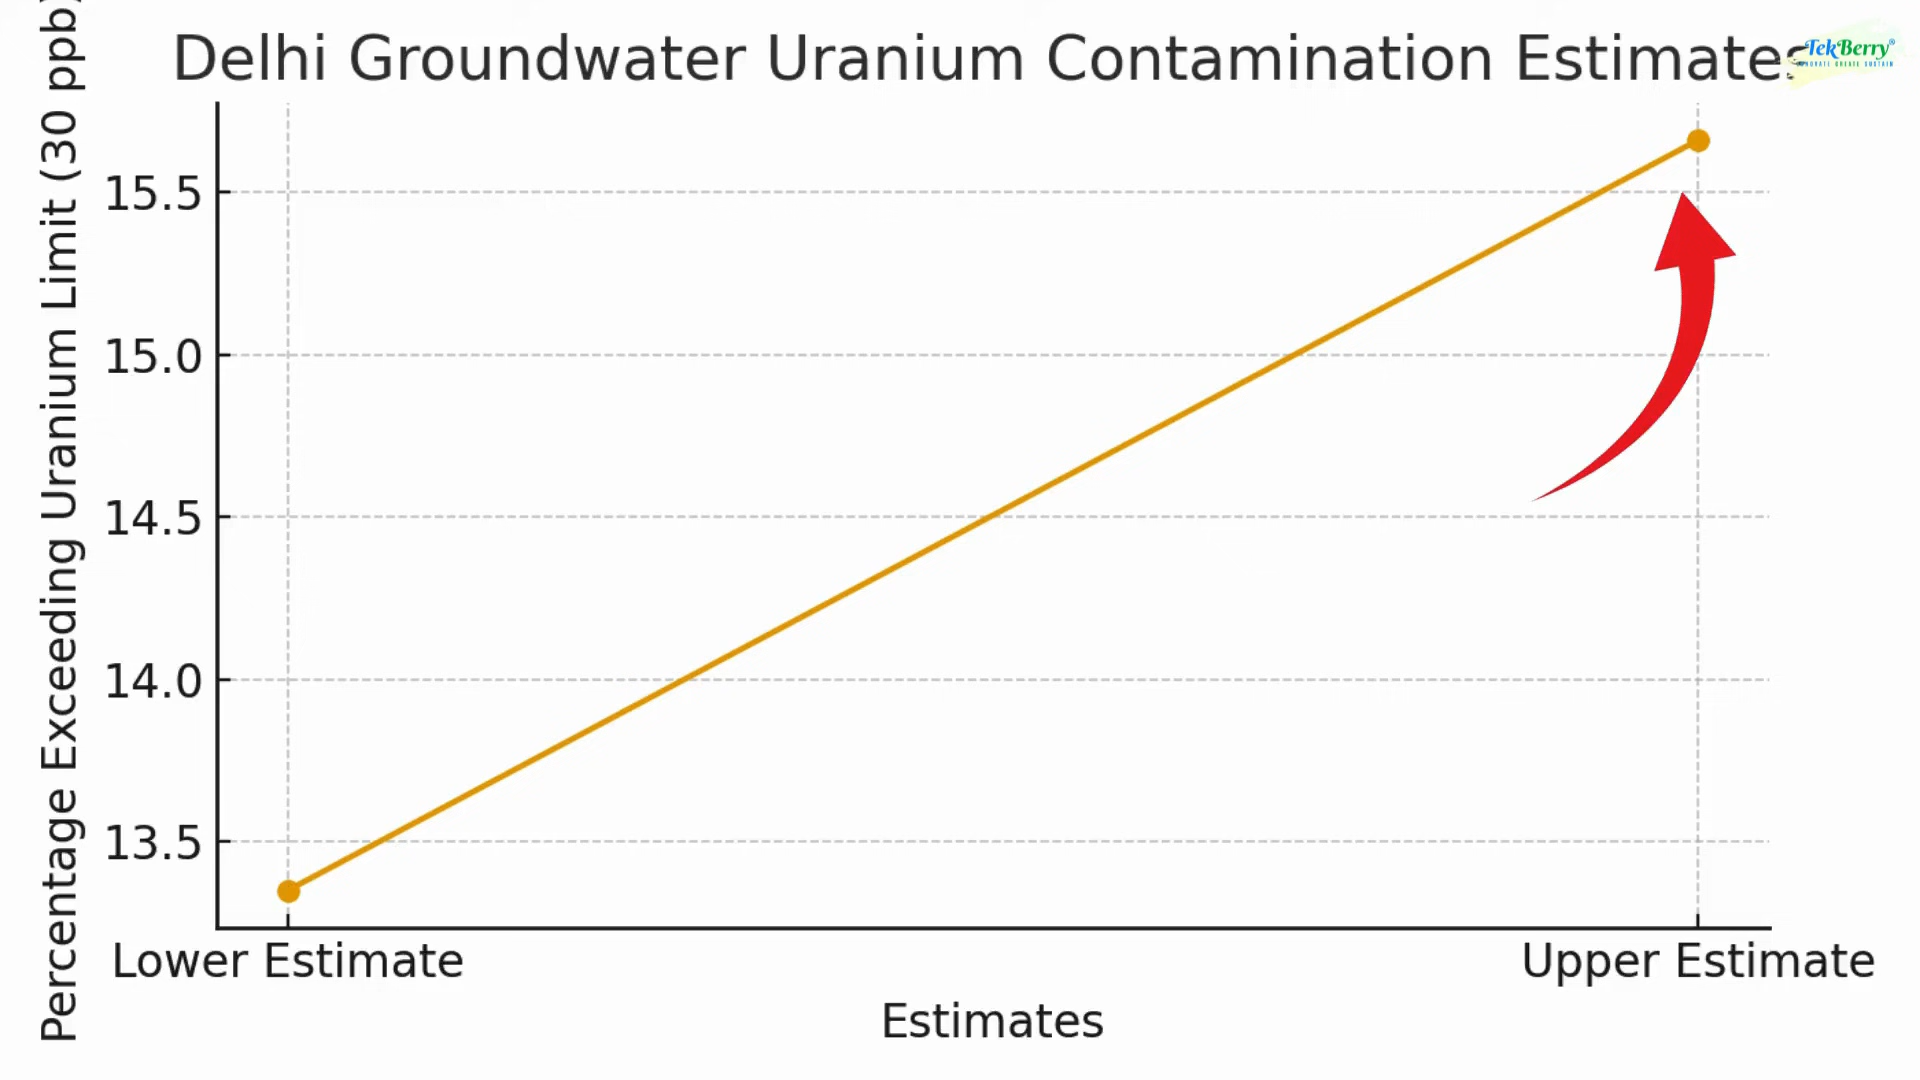 Delhi Groundwater Uranium Contamination Estimates
TekBerry®
Percentage Exceeding Uranium Limit (30 ppb)
15.5
15.0
14.5
14.0
13.5
Lower Estimate
Upper Estimate
Estimates